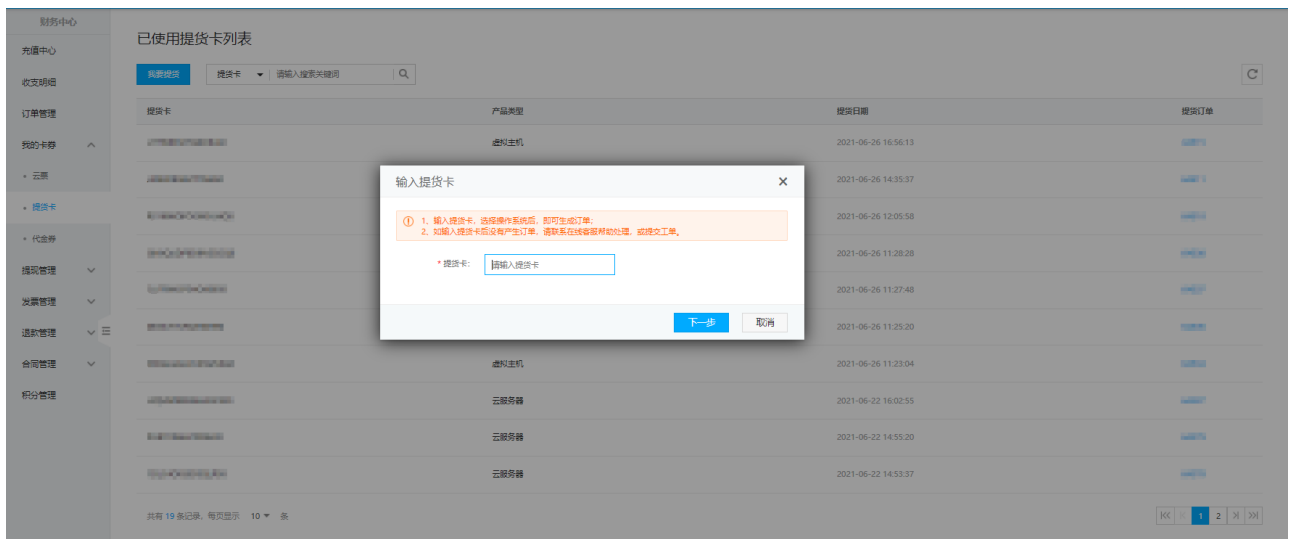 财务中心
充值中心
收支明细
订单管理
我的卡券
云票
提货卡
代金券
提现管理
发票管理
退款管理
合同管理
积分管理
已使用提货卡列表
我要提货
提货卡
请输入搜索关键词
提货卡 产品类型 提货日期 提货订单
虚拟主机 2021-06-26 16:56:13
2021-06-26 14:35:37
2021-06-26 12:05:58
2021-06-26 11:28:28
2021-06-26 11:27:48
2021-06-26 11:25:20
虚拟主机 2021-06-26 11:23:04
云服务器 2021-06-22 16:02:55
云服务器 2021-06-22 14:55:20
云服务器 2021-06-22 14:53:37
共有 19 条记录，每页显示 10 条
1 2
输入提货卡
1、输入提货卡，选择操作系统后，即可生成订单；
2、如输入提货卡后没有产生订单，请联系在线客服帮助处理，或提交工单。
* 提货卡： 请输入提货卡
下一步 取消